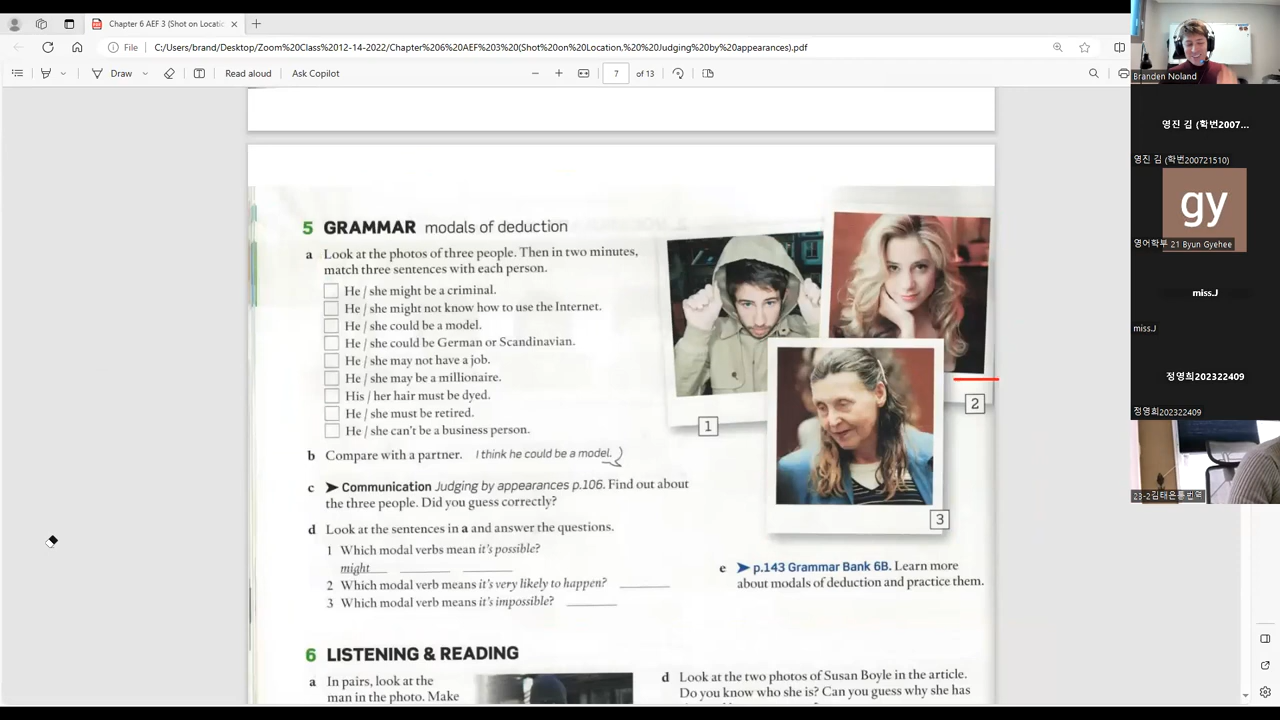 Chapter 6 AEF 3 (Shot on Locatic
File
C:/Users/brand/Desktop/Zoom%20Class%2012-14-2022/Chapter%206%20AEF%203%20(Shot%20on%20Location.%20%20Judging%20by%20appearances).pdf
Draw
Read aloud
Ask Copilot
7
of 13
5 GRAMMAR modals of deduction
a Look at the photos of three people. Then in two minutes,
match three sentences with each person.
He / she might be a criminal.
He / she might not know how to use the Internet.
He / she could be a model.
He / she could be German or Scandinavian.
He / she may not have a job.
He / she may be a millionaire.
His / her hair must be dyed.
He / she must be retired.
He / she can't be a business person.
b Compare with a partner. I think he could be a model.
c ➤ Communication Judging by appearances p.106. Find out about
the three people. Did you guess correctly?
d Look at the sentences in a and answer the questions.
1 Which modal verbs mean it's possible?
might
2 Which modal verb means it's very likely to happen?
3 Which modal verb means it's impossible?
1
2
3
e ➤ p.143 Grammar Bank 6B. Learn more
about modals of deduction and practice them.
6 LISTENING & READING
a In pairs, look at the
man in the photo. Make
d Look at the two photos of Susan Boyle in the article.
Do you know who she is? Can you guess why she has
Branden Noland
영진 김 (학번2007...
영진 김 (학번200721510)
gy
영어학부 21 Byun Gyehee
miss.J
miss.J
정영희202322409
정영희202322409